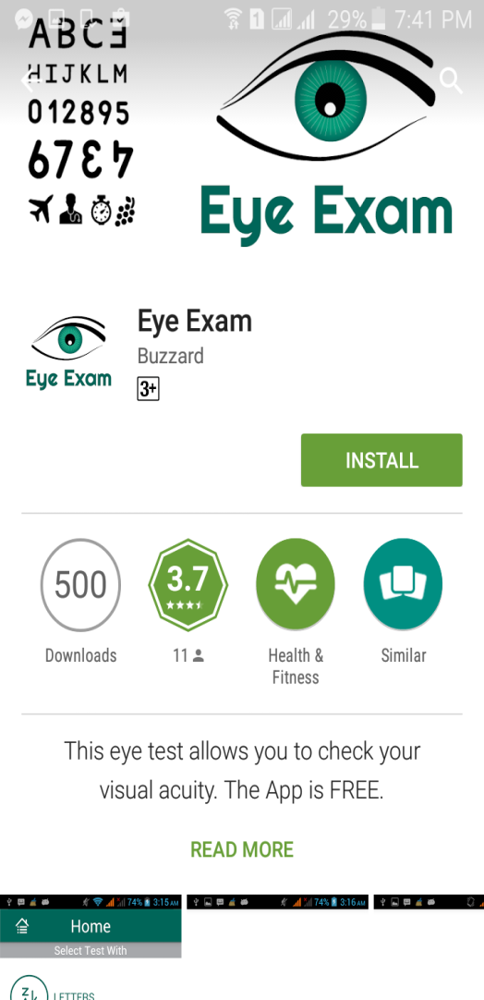 29% 7:41 PM
ABCƎ
HIJKLM
012895
67Ɛ4
Eye Exam
Eye Exam
Buzzard
Eye Exam
3+
INSTALL
500
3.7
Downloads
11
Health &
Fitness
Similar
This eye test allows you to check your
visual acuity. The App is FREE.
READ MORE
74% 3:15 AM
74% 3:16 AM
Home
Select Test With
LETTERS